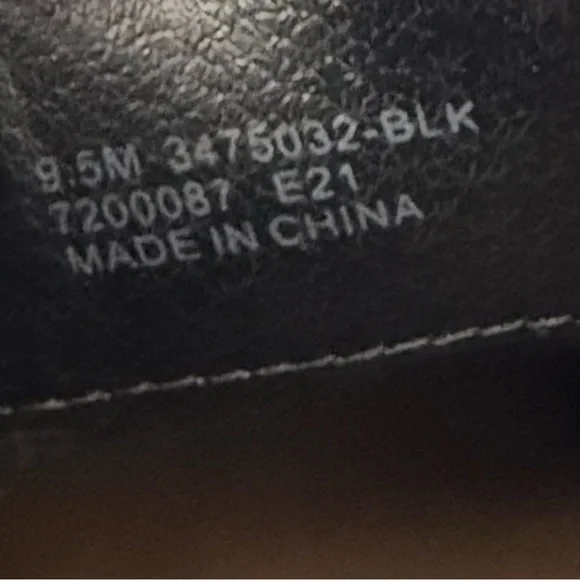 9.5M 3475032-BLK
7200087 E21
MADE IN CHINA